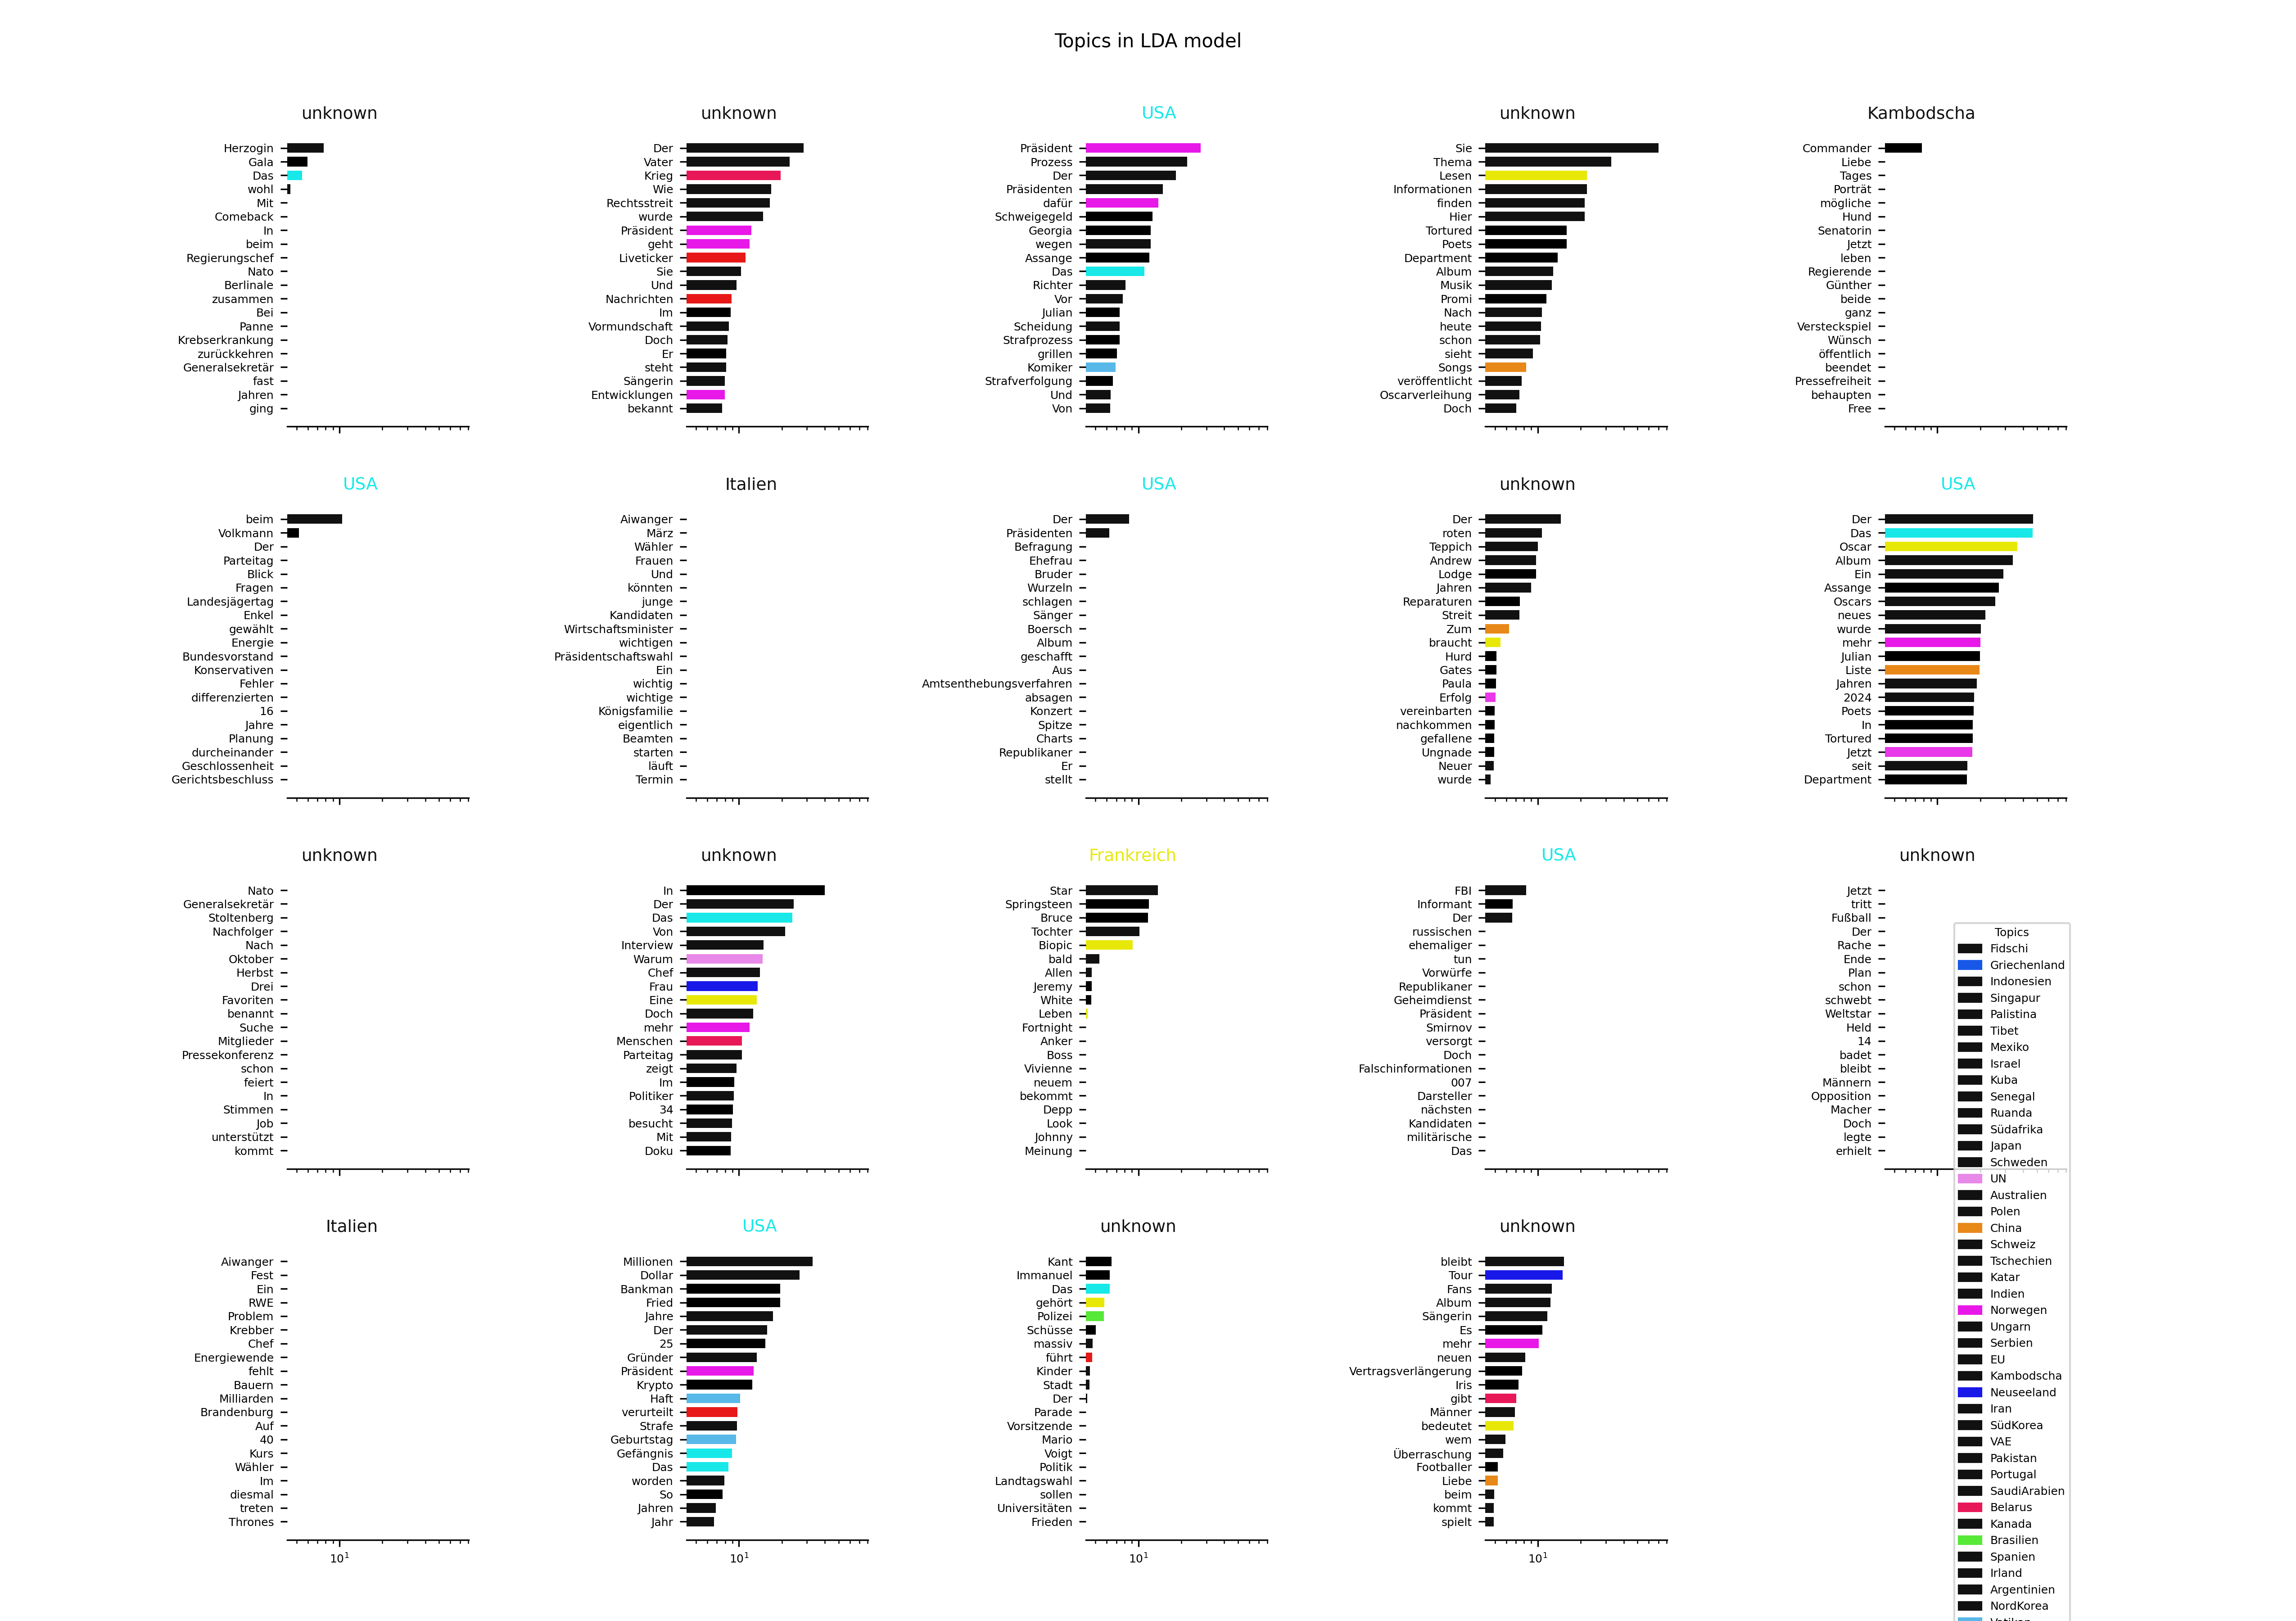 Topics in LDA model
unknown
Herzogin
Gala
Das
wohl
Mit
Comeback
In
beim
Regierungschef
Nato
Berlinale
zusammen
Bei
Panne
Krebserkrankung
zurückkehren
Generalsekretär
fast
Jahren
ging
unknown
Der
Vater
Krieg
Wie
Rechtsstreit
wurde
Präsident
geht
Liveticker
Sie
Und
Nachrichten
Im
Vormundschaft
Doch
Er
steht
Sängerin
Entwicklungen
bekannt
USA
Präsident
Prozess
Der
Präsidenten
dafür
Schweigegeld
Georgia
wegen
Assange
Das
Richter
Vor
Julian
Scheidung
Strafprozess
grillen
Komiker
Strafverfolgung
Und
Von
unknown
Sie
Thema
Lesen
Informationen
finden
Hier
Tortured
Poets
Department
Album
Musik
Promi
Nach
heute
schon
sieht
Songs
veröffentlicht
Oscarverleihung
Doch
Kambodscha
Commander
Liebe
Tages
Porträt
mögliche
Hund
Senatorin
Jetzt
leben
Regierende
Günther
beide
ganz
Versteckspiel
Wünsch
öffentlich
beendet
Pressefreiheit
behaupten
Free
USA
beim
Volkmann
Der
Parteitag
Blick
Fragen
Landesjägertag
Enkel
gewählt
Energie
Bundesvorstand
Konservativen
Fehler
differenzierten
16
Jahre
Planung
durcheinander
Geschlossenheit
Gerichtsbeschluss
Italien
Aiwanger
März
Wähler
Frauen
Und
könnten
junge
Kandidaten
Wirtschaftsminister
wichtigen
Präsidentschaftswahl
Ein
wichtig
wichtige
Königsfamilie
eigentlich
Beamten
starten
läuft
Termin
USA
Der
Präsidenten
Befragung
Ehefrau
Bruder
Wurzeln
schlagen
Sänger
Boersch
Album
geschafft
Aus
Amtsenthebungsverfahren
absagen
Konzert
Spitze
Charts
Republikaner
Er
stellt
unknown
Der
roten
Teppich
Andrew
Lodge
Jahren
Reparaturen
Streit
Zum
braucht
Hurd
Gates
Paula
Erfolg
vereinbarten
nachkommen
gefallene
Ungnade
Neuer
wurde
USA
Der
Das
Oscar
Album
Ein
Assange
Oscars
neues
wurde
mehr
Julian
Liste
Jahren
2024
Poets
In
Tortured
Jetzt
seit
Department
unknown
Nato
Generalsekretär
Stoltenberg
Nachfolger
Nach
Oktober
Herbst
Drei
Favoriten
benannt
Suche
Mitglieder
Pressekonferenz
schon
feiert
In
Stimmen
Job
unterstützt
kommt
unknown
In
Der
Das
Von
Interview
Warum
Chef
Frau
Eine
Doch
mehr
Menschen
Parteitag
zeigt
Im
Politiker
34
besucht
Mit
Doku
Frankreich
Star
Springsteen
Bruce
Tochter
Biopic
bald
Allen
Jeremy
White
Leben
Fortnight
Anker
Boss
Vivienne
neuem
bekommt
Depp
Look
Johnny
Meinung
USA
FBI
Informant
Der
russischen
ehemaliger
tun
Vorwürfe
Republikaner
Geheimdienst
Präsident
Smirnov
versorgt
Doch
Falschinformationen
007
Darsteller
nächsten
Kandidaten
militärische
Das
unknown
Jetzt
tritt
Fußball
Der
Rache
Ende
Plan
schon
schwebt
Weltstar
Held
14
badet
bleibt
Männern
Opposition
Macher
Doch
legte
erhielt
Italien
Aiwanger
Fest
Ein
RWE
Problem
Krebber
Chef
Energiewende
fehlt
Bauern
Milliarden
Brandenburg
Auf
40
Kurs
Wähler
Im
diesmal
treten
Thrones
10¹
USA
Millionen
Dollar
Bankman
Fried
Jahre
Der
25
Gründer
Präsident
Krypto
Haft
verurteilt
Strafe
Geburtstag
Gefängnis
Das
worden
So
Jahren
Jahr
10¹
unknown
Kant
Immanuel
Das
gehört
Polizei
Schüsse
massiv
führt
Kinder
Stadt
Der
Parade
Vorsitzende
Mario
Voigt
Politik
Landtagswahl
sollen
Universitäten
Frieden
10¹
unknown
bleibt
Tour
Fans
Album
Sängerin
Es
mehr
neuen
Vertragsverlängerung
Iris
gibt
Männer
bedeutet
wem
Überraschung
Footballer
Liebe
beim
kommt
spielt
10¹
Topics
Fidschi
Griechenland
Indonesien
Singapur
Palistina
Tibet
Mexiko
Israel
Kuba
Senegal
Ruanda
Südafrika
Japan
Schweden
UN
Australien
Polen
China
Schweiz
Tschechien
Katar
Indien
Norwegen
Ungarn
Serbien
EU
Kambodscha
Neuseeland
Iran
SüdKorea
VAE
Pakistan
Portugal
SaudiArabien
Belarus
Kanada
Brasilien
Spanien
Irland
Argentinien
NordKorea